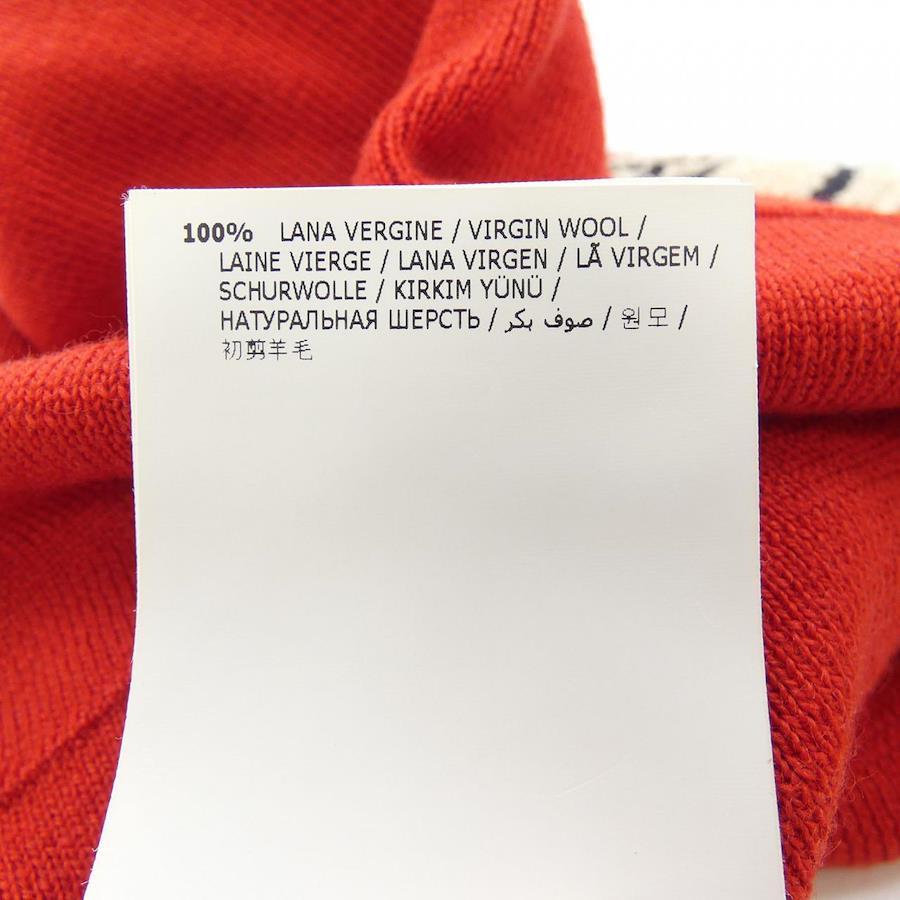 100% LANA VERGINE / VIRGIN WOOL /
LAINE VIERGE / LANA VIRGEN / LÃ VIRGEM /
SCHURWOLLE / KIRKIM YÜNÜ /
НАТУРАЛЬНАЯ ШЕРСТЬ / صوف بكر / 원모 /
初剪羊毛